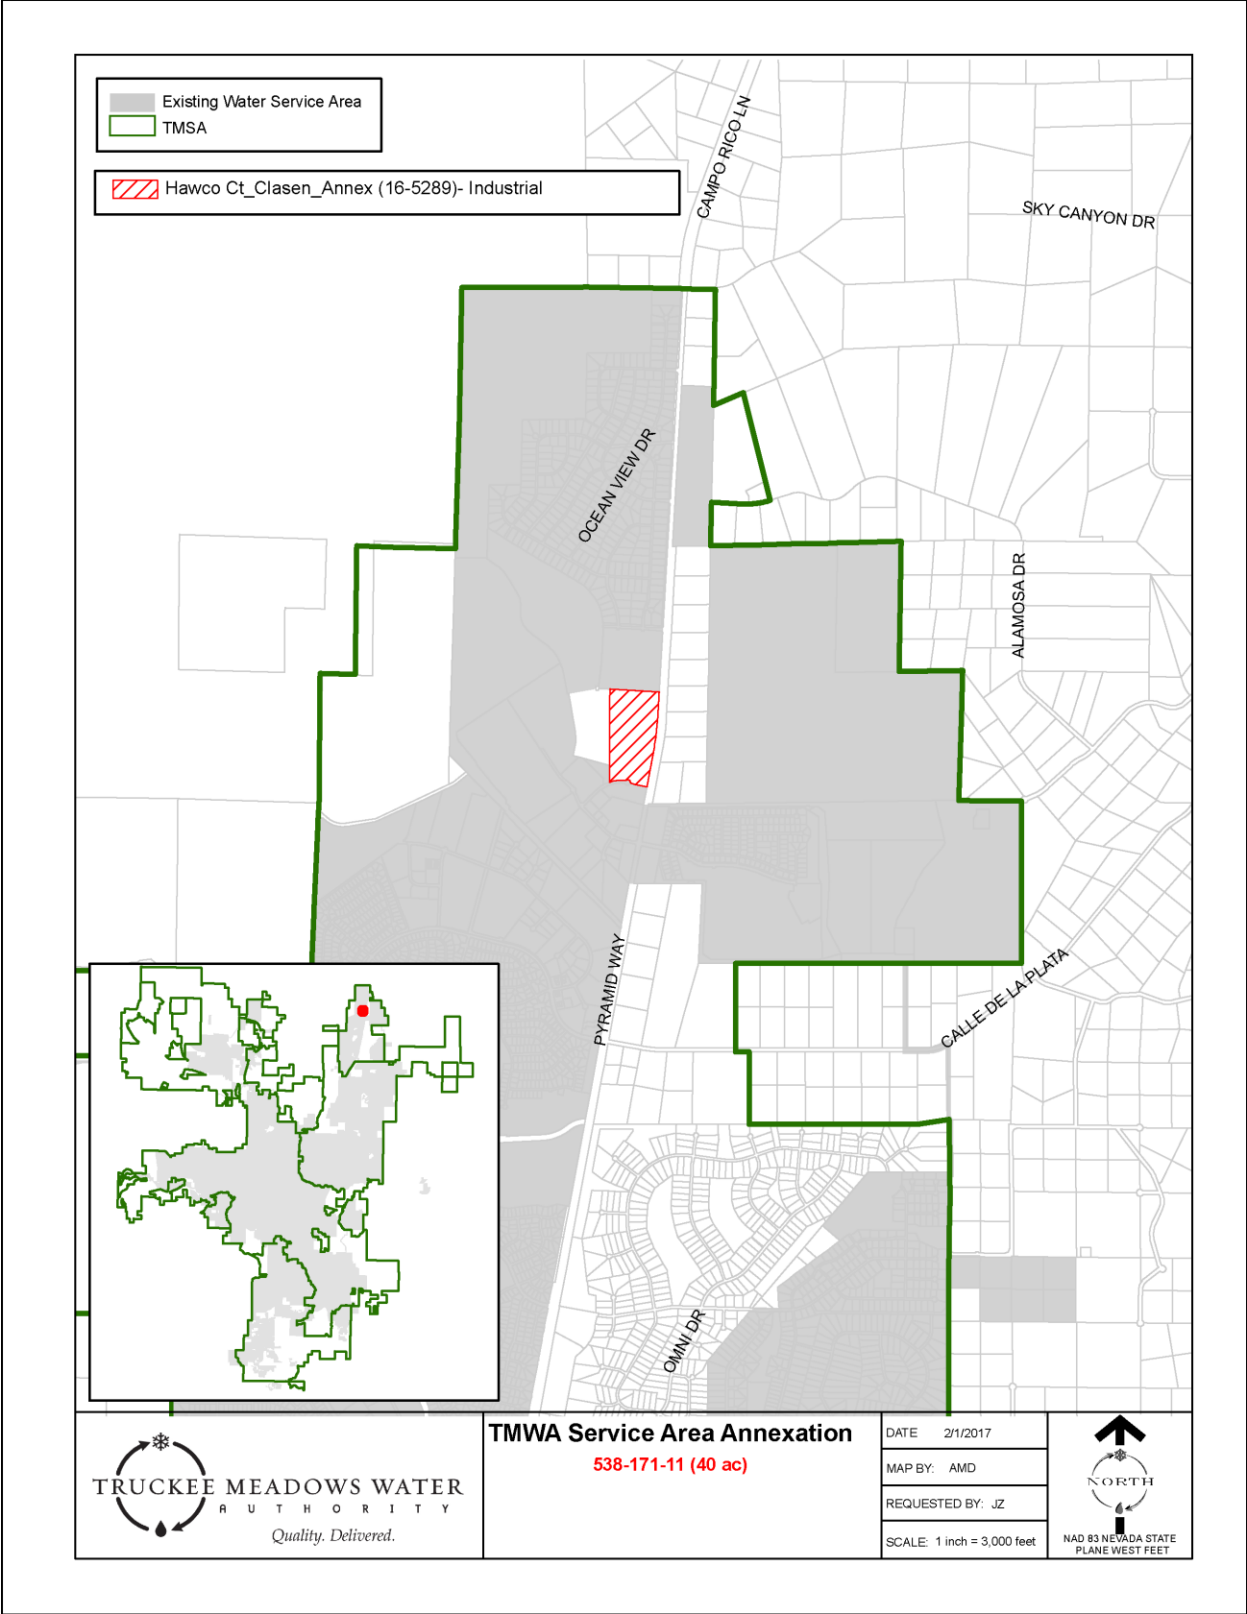 Existing Water Service Area
TMSA
Hawco Ct_Clasen_Annex (16-5289)- Industrial
CAMPO RICO LN
SKY CANYON DR
OCEAN VIEW DR
ALAMOSA DR
PYRAMID WAY
CALLE DE LA PLATA
OMNI DR
TRUCKEE MEADOWS WATER
AUTHORITY
Quality. Delivered.
TMWA Service Area Annexation
538-171-11 (40 ac)
DATE 2/1/2017
MAP BY: AMD
REQUESTED BY: JZ
SCALE: 1 inch = 3,000 feet
NORTH
NAD 83 NEVADA STATE
PLANE WEST FEET